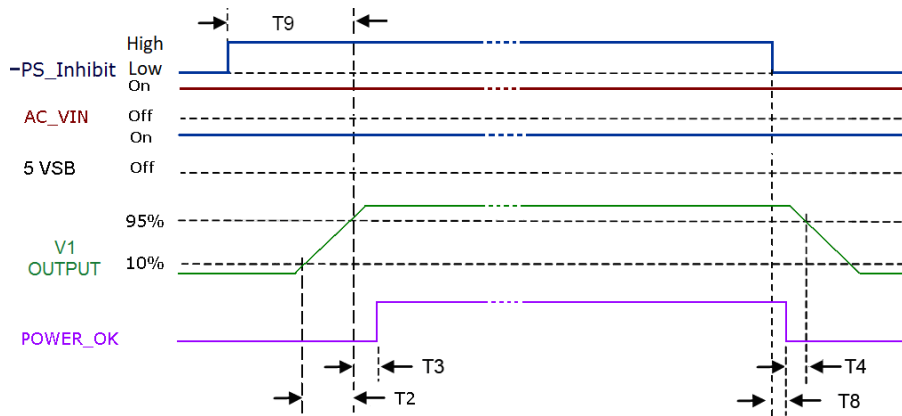 T9
High
–PS_Inhibit Low
On
AC_VIN Off
On
5 VSB Off
95%
V1
OUTPUT 10%
POWER_OK
T3 T4
T2 T8